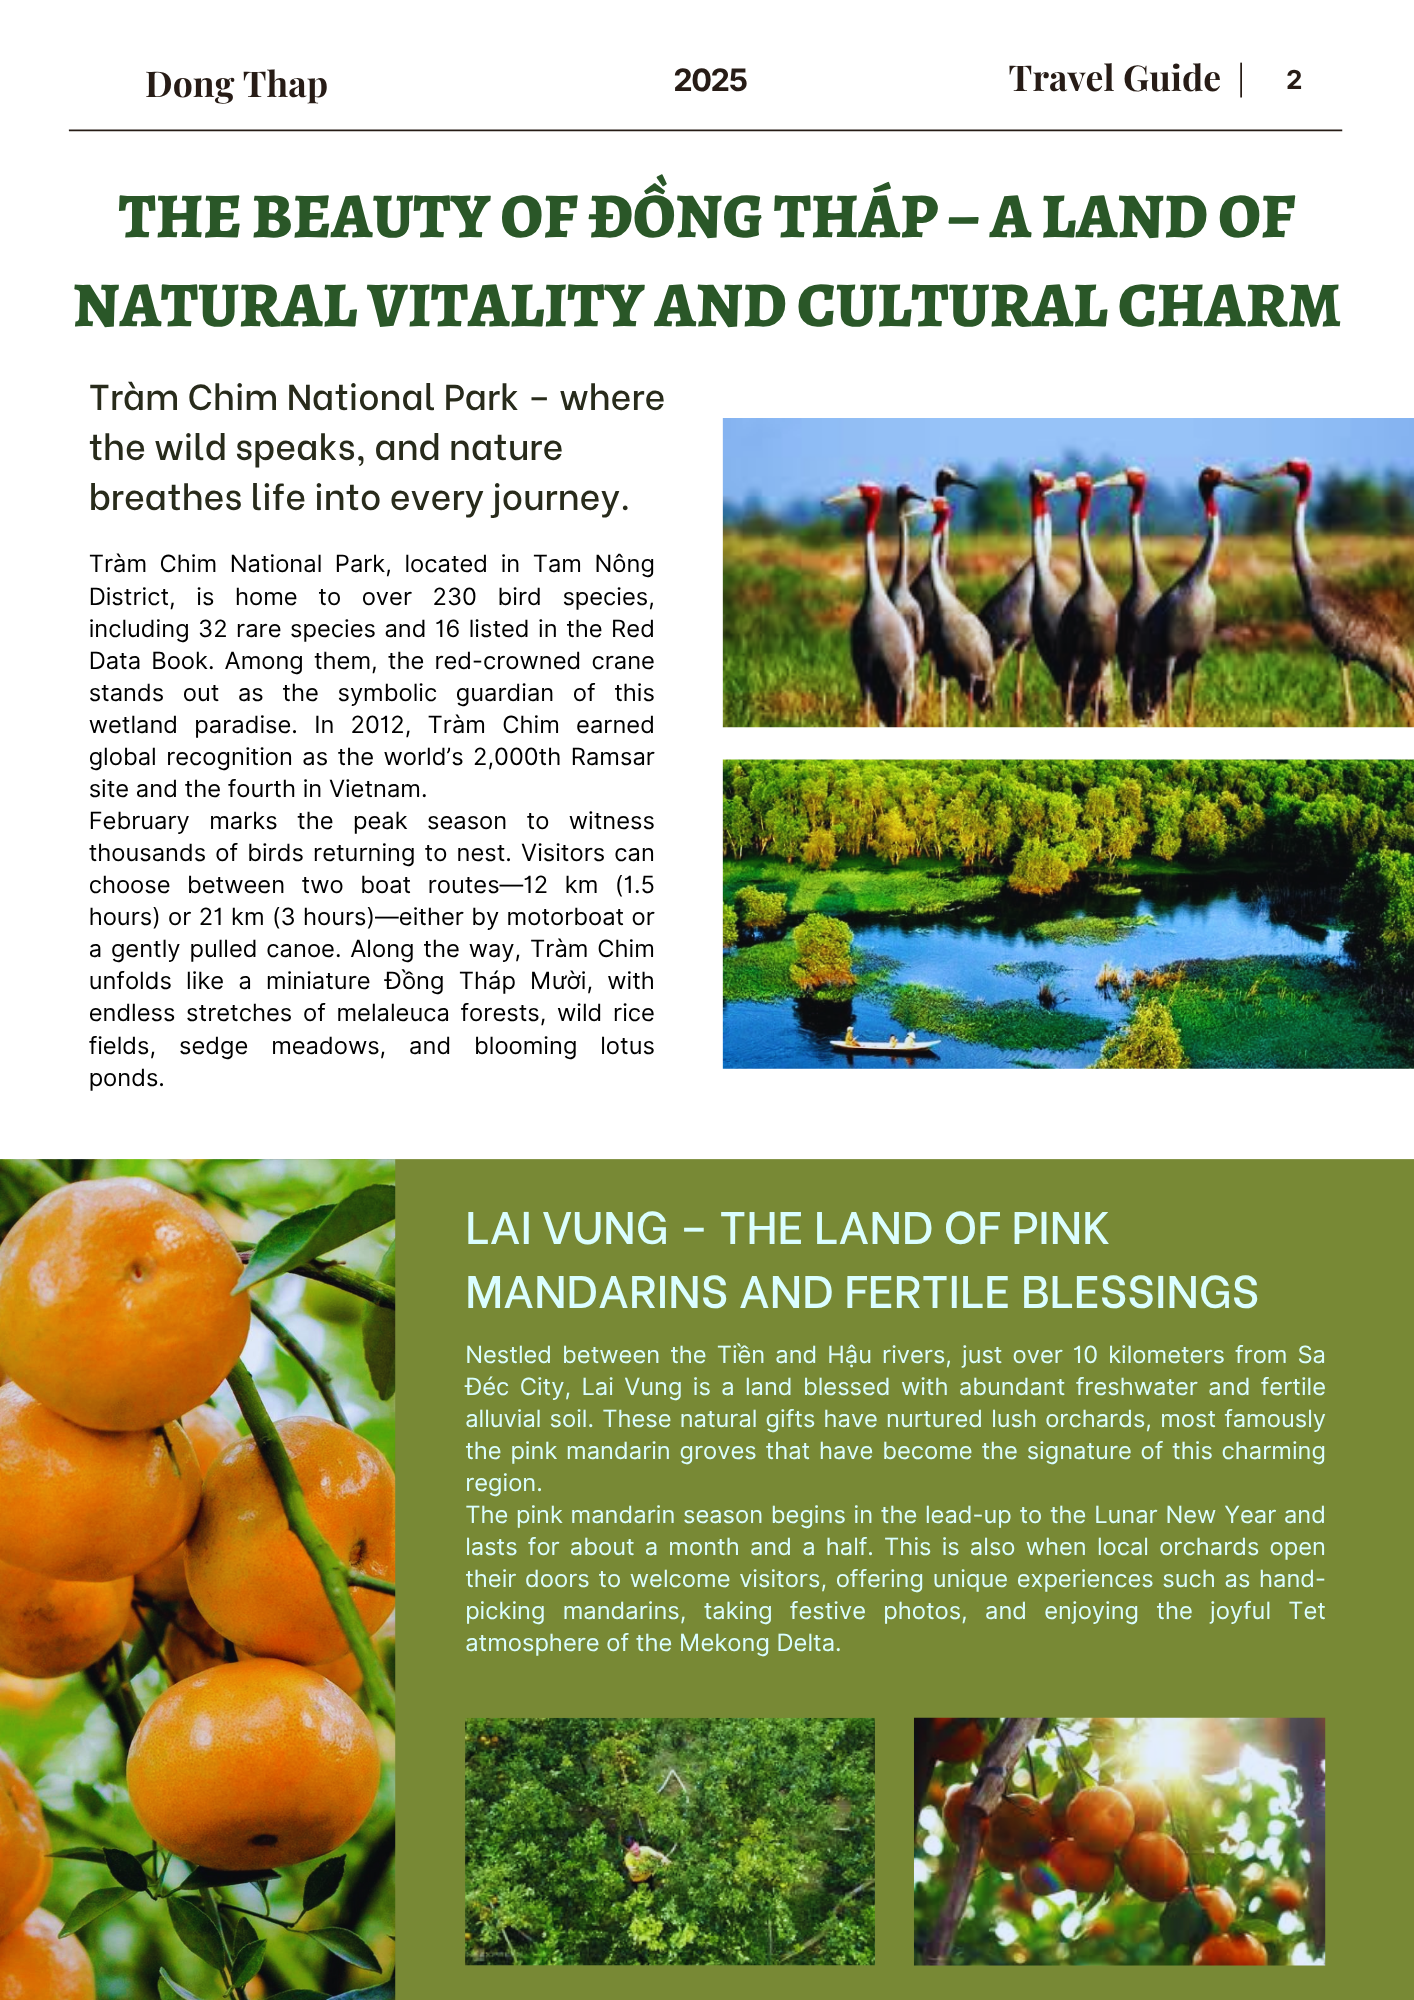 Dong Thap
2025
Travel Guide | 2
THE BEAUTY OF ĐỒNG THÁP – A LAND OF
NATURAL VITALITY AND CULTURAL CHARM
Tràm Chim National Park – where
the wild speaks, and nature
breathes life into every journey.
Tràm Chim National Park, located in Tam Nông
District, is home to over 230 bird species,
including 32 rare species and 16 listed in the Red
Data Book. Among them, the red-crowned crane
stands out as the symbolic guardian of this
wetland paradise. In 2012, Tràm Chim earned
global recognition as the world’s 2,000th Ramsar
site and the fourth in Vietnam.
February marks the peak season to witness
thousands of birds returning to nest. Visitors can
choose between two boat routes—12 km (1.5
hours) or 21 km (3 hours)—either by motorboat or
a gently pulled canoe. Along the way, Tràm Chim
unfolds like a miniature Đồng Tháp Mười, with
endless stretches of melaleuca forests, wild rice
fields, sedge meadows, and blooming lotus
ponds.
LAI VUNG – THE LAND OF PINK
MANDARINS AND FERTILE BLESSINGS
Nestled between the Tiền and Hậu rivers, just over 10 kilometers from Sa
Đéc City, Lai Vung is a land blessed with abundant freshwater and fertile
alluvial soil. These natural gifts have nurtured lush orchards, most famously
the pink mandarin groves that have become the signature of this charming
region.
The pink mandarin season begins in the lead-up to the Lunar New Year and
lasts for about a month and a half. This is also when local orchards open
their doors to welcome visitors, offering unique experiences such as hand-
picking mandarins, taking festive photos, and enjoying the joyful Tet
atmosphere of the Mekong Delta.